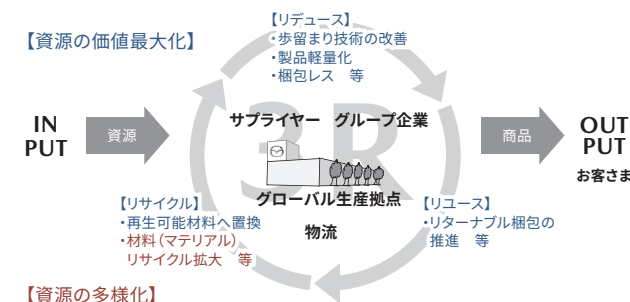 【資源の価値最大化】
【リデュース】
・歩留まり技術の改善
・製品軽量化
・梱包レス　等
3R
IN
PUT
資源
サプライヤー　グループ企業
グローバル生産拠点
物流
商品
OUT
PUT
お客さま
【リサイクル】
・再生可能材料へ置換
・材料（マテリアル）
リサイクル拡大　等
【リユース】
・リターナブル梱包の
推進　等
【資源の多様化】